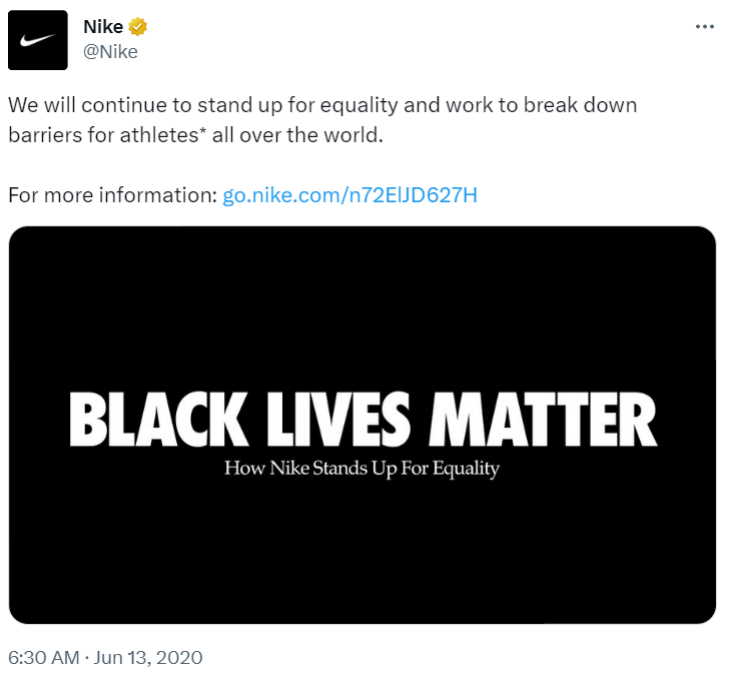 Nike
@Nike
We will continue to stand up for equality and work to break down
barriers for athletes* all over the world.
For more information: go.nike.com/n72ElJD627H
BLACK LIVES MATTER
How Nike Stands Up For Equality
6:30 AM · Jun 13, 2020